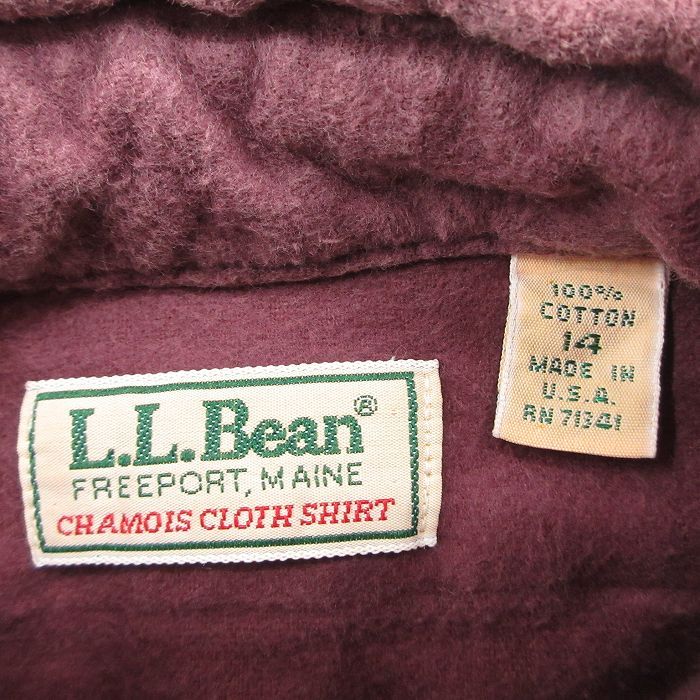 L.L.Bean®
FREEPORT, MAINE
CHAMOIS CLOTH SHIRT
100%
COTTON
14
MADE IN
U.S.A.
RN 71341